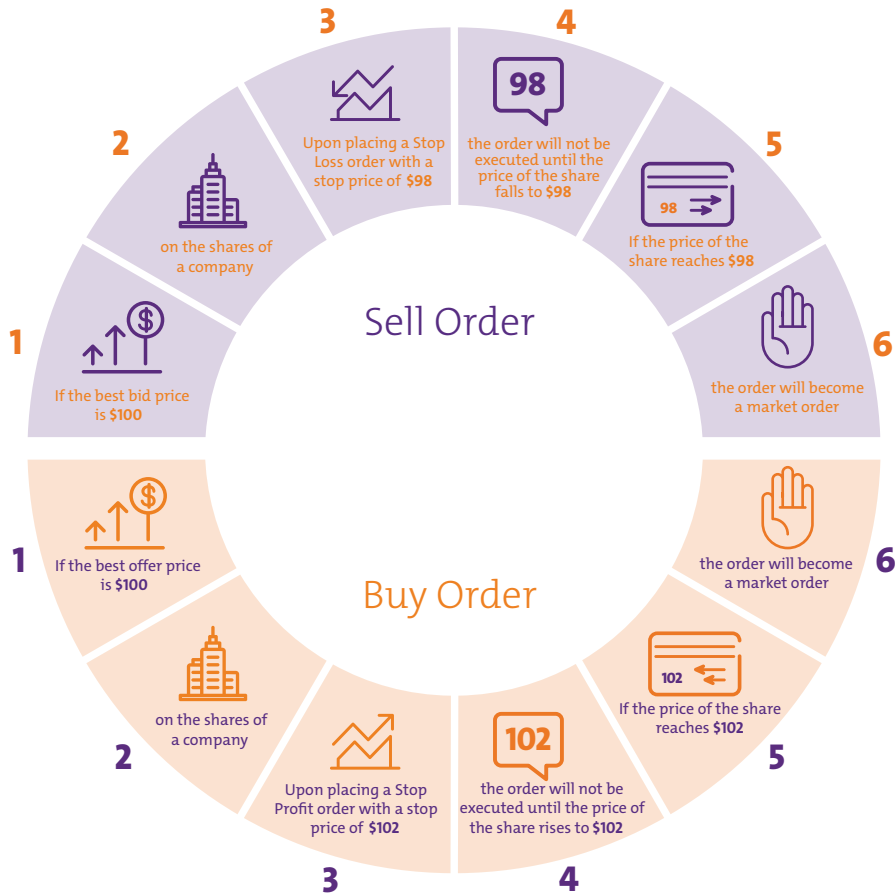 Sell Order
1
If the best bid price
is $100
2
on the shares of
a company
3
Upon placing a Stop
Loss order with a
stop price of $98
4
98
the order will not be
executed until the
price of the share
falls to $98
5
98
If the price of the
share reaches $98
6
the order will become
a market order
Buy Order
1
If the best offer price
is $100
2
on the shares of
a company
3
Upon placing a Stop
Profit order with a stop
price of $102
4
102
the order will not be
executed until the price of
the share rises to $102
5
102
If the price of the share
reaches $102
6
the order will become
a market order